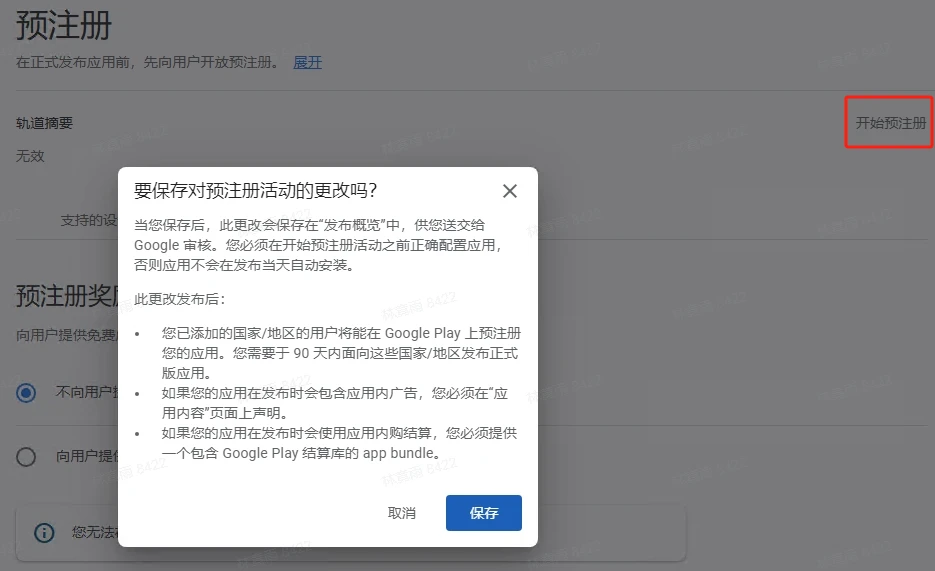 预注册
在正式发布应用前，先向用户开放预注册。 展开
轨道摘要
开始预注册
无效
支持的设
预注册奖
向用户提供免费
不向用户
向用户提供
您无法
要保存对预注册活动的更改吗？
当您保存后，此更改会保存在“发布概览”中，供您送交给
Google 审核。您必须在开始预注册活动之前正确配置应用，
否则应用不会在发布当天自动安装。
此更改发布后：
• 您已添加的国家/地区的用户将能在 Google Play 上预注册
您的应用。您需要于 90 天内面向这些国家/地区发布正式
版应用。
• 如果您的应用在发布时会包含应用内广告，您必须在“应
用内容”页面上声明。
• 如果您的应用在发布时会使用应用内购结算，您必须提供
一个包含 Google Play 结算库的 app bundle。
取消
保存